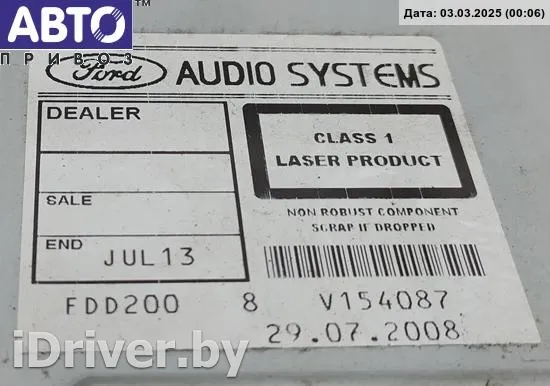 АВТО™
ПРИВОЗ
Дата: 03.03.2025 (00:06)
Ford AUDIO SYSTEMS
DEALER
CLASS 1
LASER PRODUCT
SALE
NON ROBUST COMPONENT
SCRAP IF DROPPED
END JUL13
FDD200 8 V154087
29.07.2008
iDriver.by